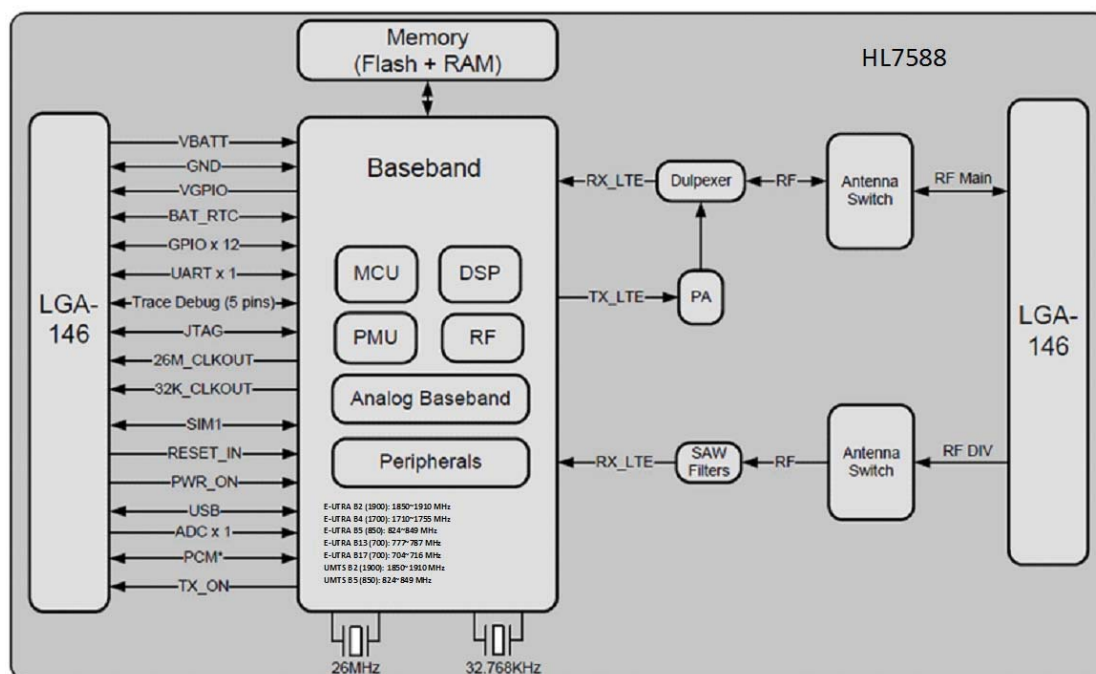 Memory
(Flash + RAM)
HL7588
LGA-
146
VBATT
GND
VGPIO
BAT_RTC
GPIO x 12
UART x 1
Trace Debug (5 pins)
JTAG
26M_CLKOUT
32K_CLKOUT
SIM1
RESET_IN
PWR_ON
USB
ADC x 1
PCM*
TX_ON
Baseband
MCU
DSP
PMU
RF
Analog Baseband
Peripherals
E-UTRA B2 (1900): 1850~1910 MHz
E-UTRA B4 (1700): 1710~1755 MHz
E-UTRA B5 (850): 824~849 MHz
E-UTRA B13 (700): 777~787 MHz
E-UTRA B17 (700): 704~716 MHz
UMTS B2 (1900): 1850~1910 MHz
UMTS B5 (850): 824~849 MHz
26MHz
32.768KHz
RX_LTE
Dulpexer
RF
Antenna
Switch
RF Main
TX_LTE
PA
RX_LTE
SAW
Filters
RF
Antenna
Switch
RF DIV
LGA-
146